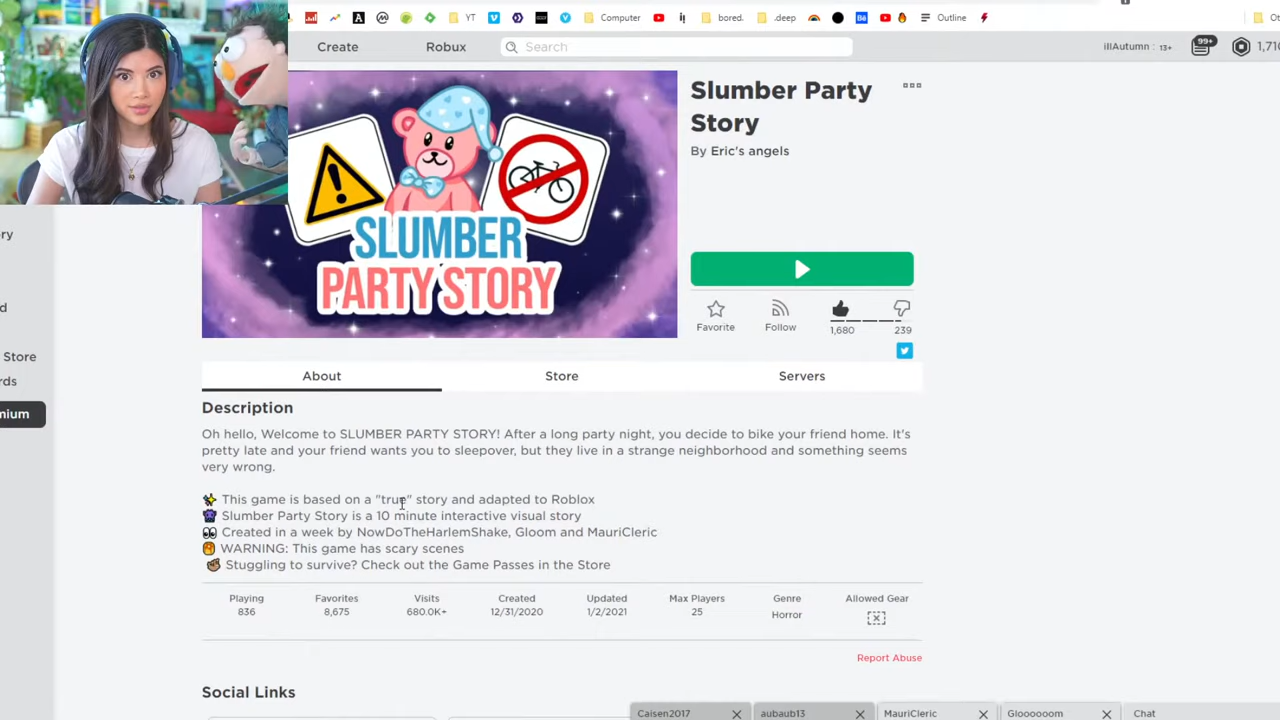 YT
Computer
ij
bored.
.deep
Outline
Create
Robux
Search
illAutumn : 13+
99+
Slumber Party
Story
By Eric's angels
SLUMBER
PARTY STORY
Favorite
Follow
1,680
239
Store
mium
About
Store
Servers
Description
Oh hello, Welcome to SLUMBER PARTY STORY! After a long party night, you decide to bike your friend home. It's
pretty late and your friend wants you to sleepover, but they live in a strange neighborhood and something seems
very wrong.
This game is based on a "true" story and adapted to Roblox
Slumber Party Story is a 10 minute interactive visual story
Created in a week by NowDoTheHarlemShake, Gloom and MauriCleric
WARNING: This game has scary scenes
Stuggling to survive? Check out the Game Passes in the Store
Playing
Favorites
Visits
Created
Updated
Max Players
Genre
Allowed Gear
836
8,675
680.0K+
12/31/2020
1/2/2021
25
Horror
Report Abuse
Social Links
Caisen2017
aubaub13
MauriCleric
Gloooooom
Chat